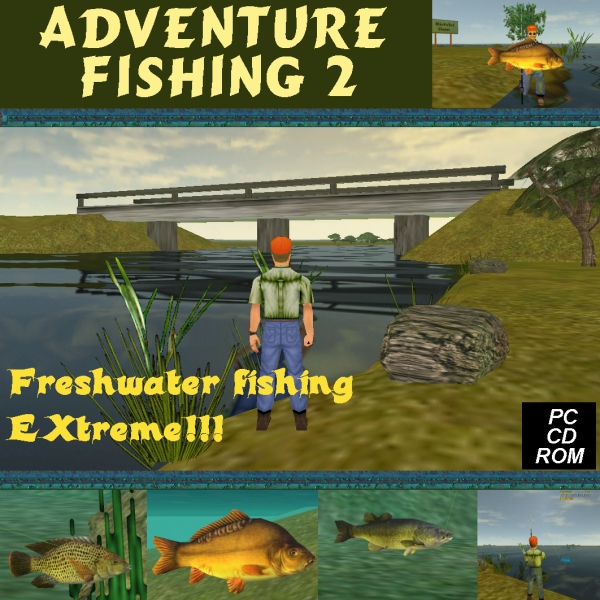 ADVENTURE
FISHING 2
Freshwater fishing
EXtreme!!!
PC
CD
ROM